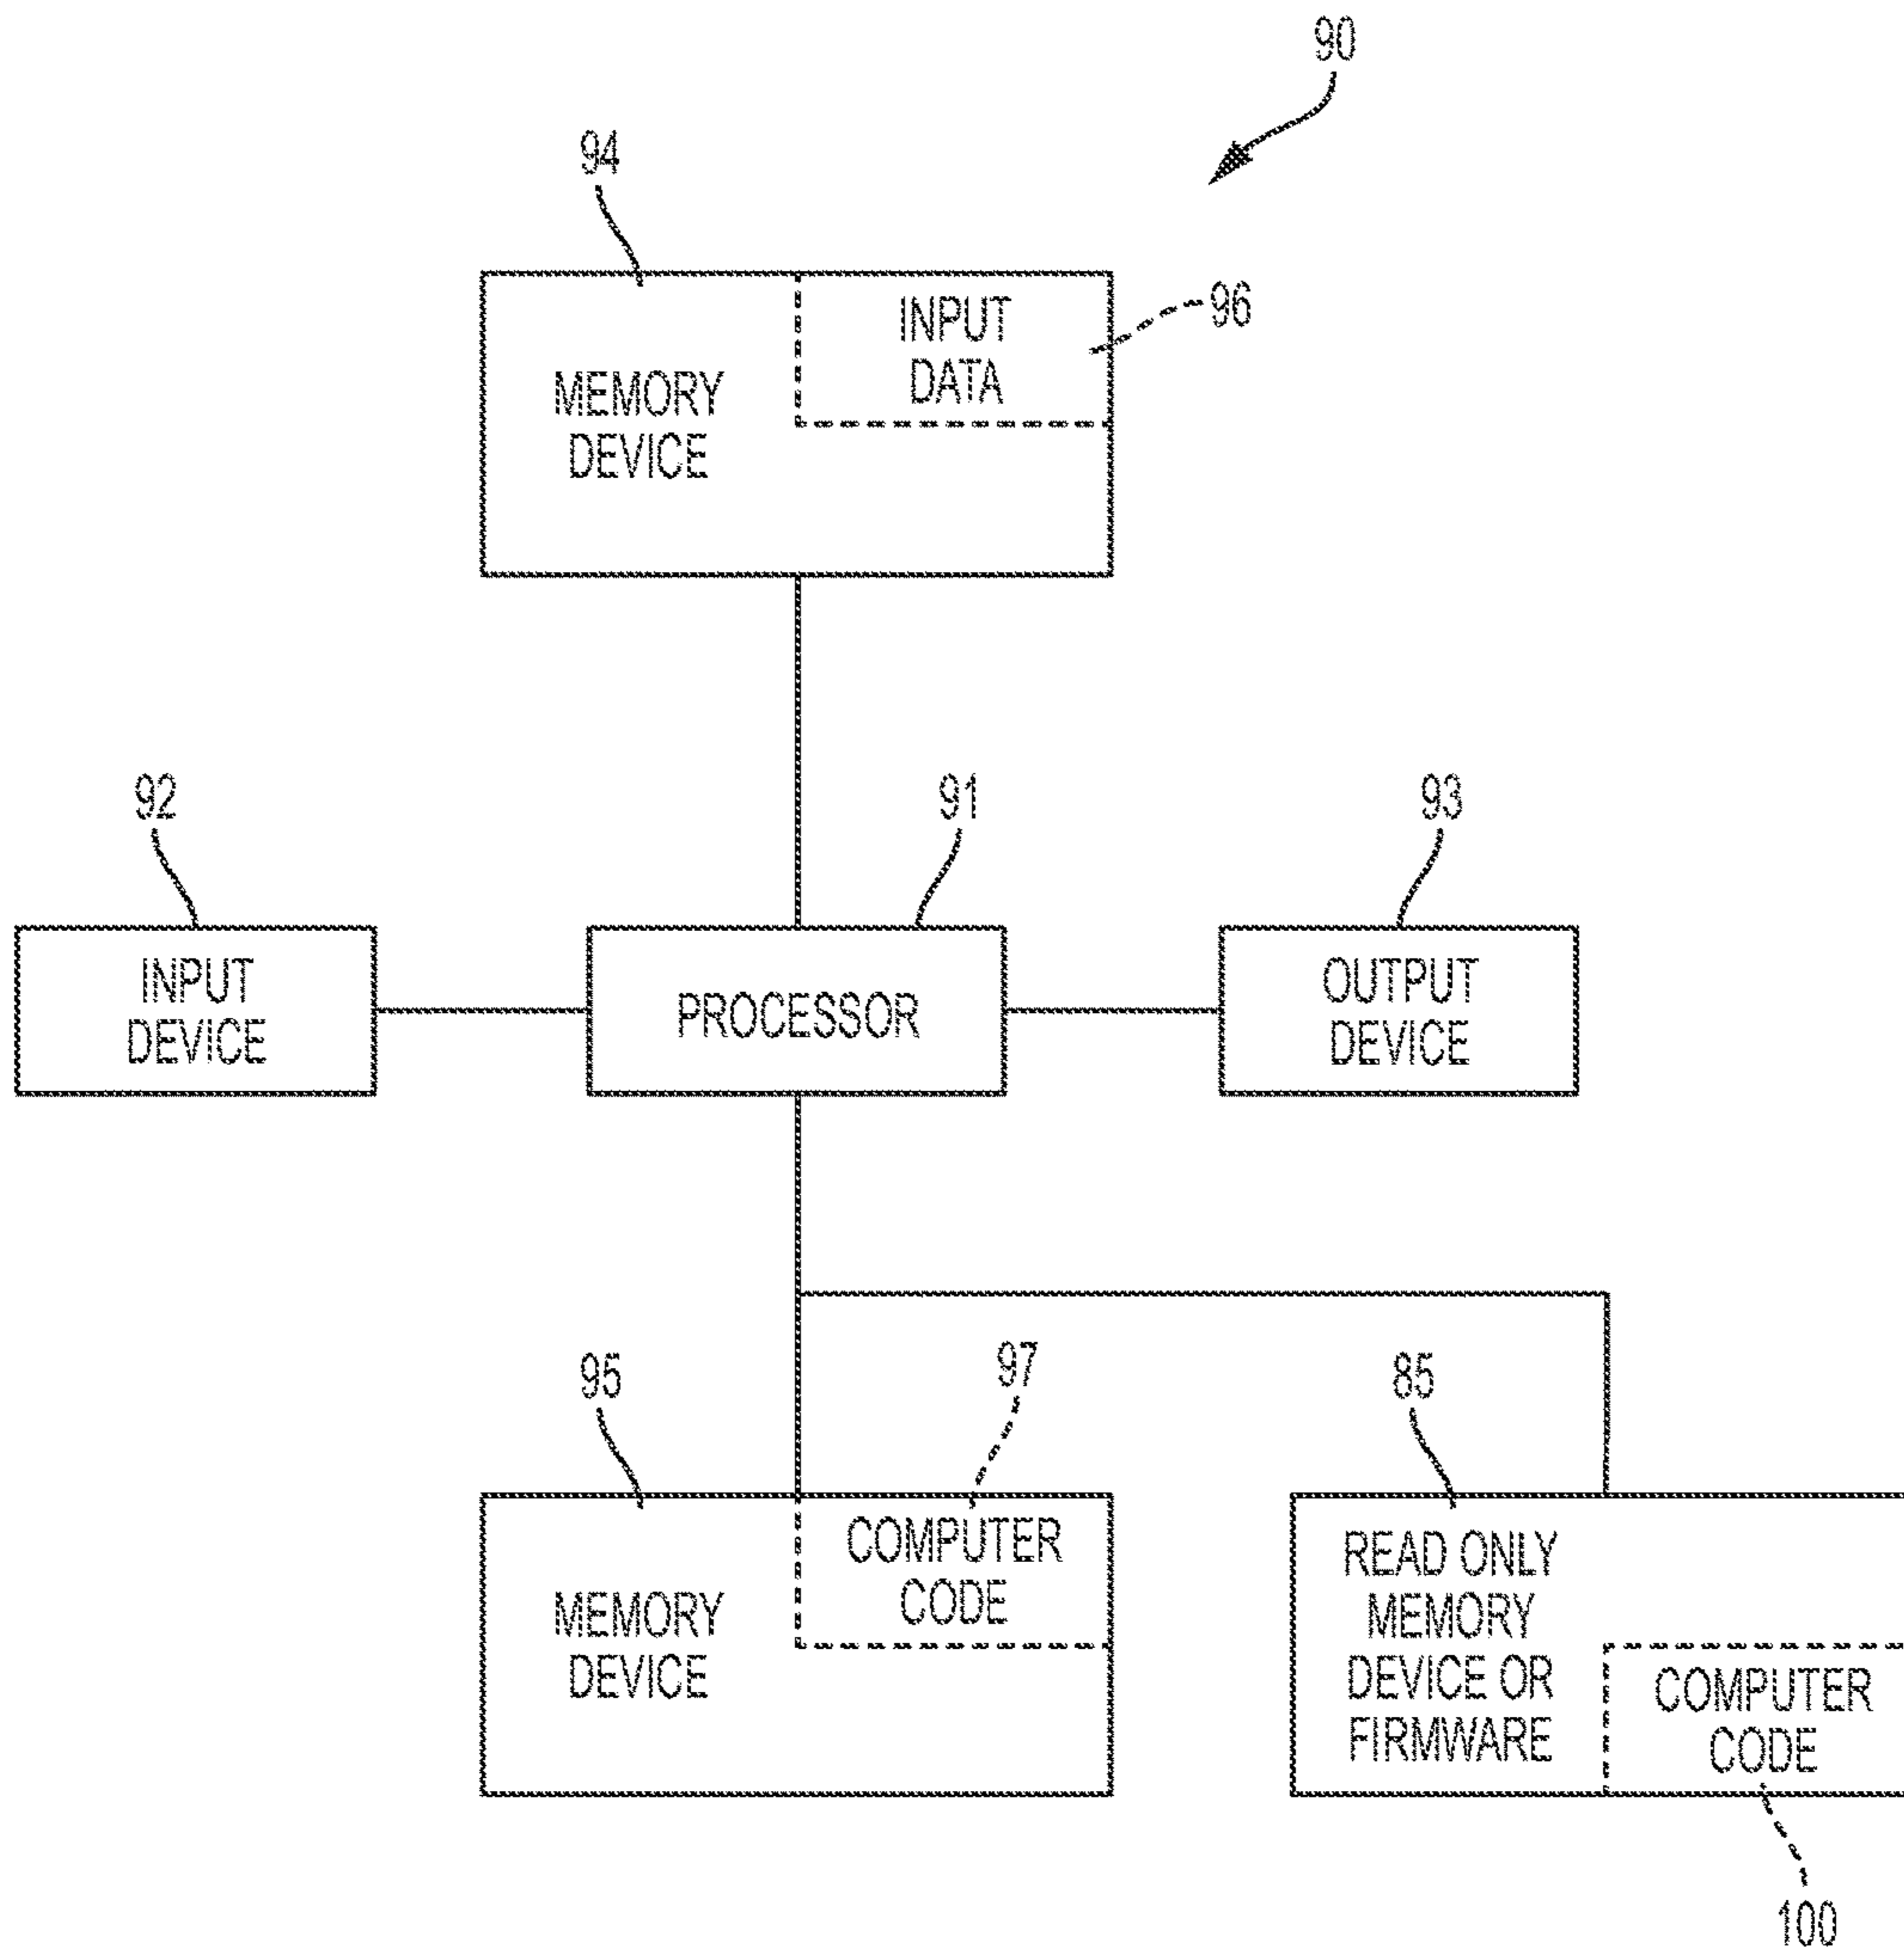 90
94
INPUT
DATA
96
MEMORY
DEVICE
92
91
93
INPUT
DEVICE
PROCESSOR
OUTPUT
DEVICE
95
97
85
COMPUTER
CODE
MEMORY
DEVICE
READ ONLY
MEMORY
DEVICE OR
FIRMWARE
COMPUTER
CODE
100